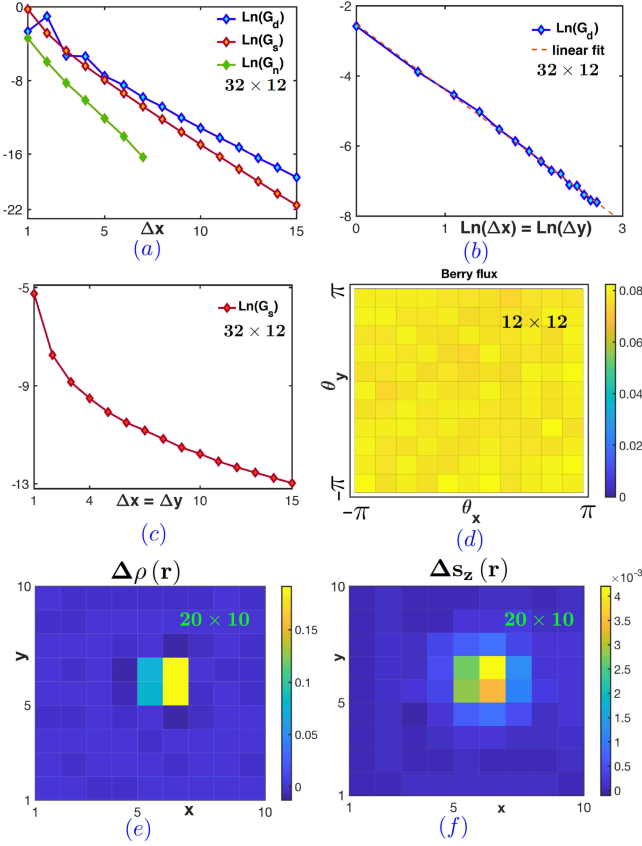 0
-8
-16
-22
1
5
10
15
Δx
Ln(G_d)
Ln(G_s)
Ln(G_n)
32 × 12
(a)
-2
-4
-6
-8
0
1
2
3
Ln(Δx) = Ln(Δy)
Ln(G_d)
linear fit
32 × 12
(b)
-5
-9
-13
1
4
10
15
Δx = Δy
Ln(G_s)
32 × 12
(c)
Berry flux
π
θ_y
-π
12 × 12
-π
θ_x
π
0.08
0.06
0.04
0.02
0
(d)
Δρ (r)
10
y
5
1
20 × 10
1
5
x
10
0.15
0.1
0.05
0
(e)
Δs_z (r)
10
y
5
1
20 × 10
1
5
x
10
×10⁻³
4
3.5
3
2.5
2
1.5
1
0.5
0
(f)